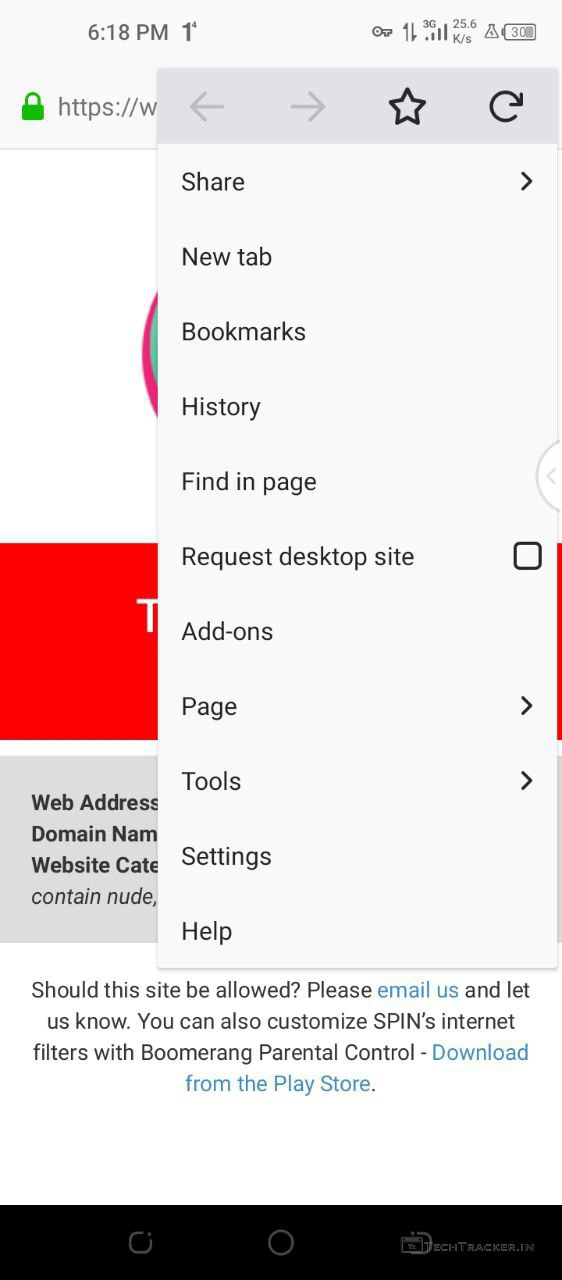 6:18 PM
3G
25.6
K/s
30
https://w
Share
New tab
Bookmarks
History
Find in page
Request desktop site
Add-ons
T
Page
Tools
Web Address
Domain Nam
Settings
Website Cate
contain nude,
Help
Should this site be allowed? Please email us and let
us know. You can also customize SPIN’s internet
filters with Boomerang Parental Control - Download
from the Play Store.
TECHTRACKER.IN